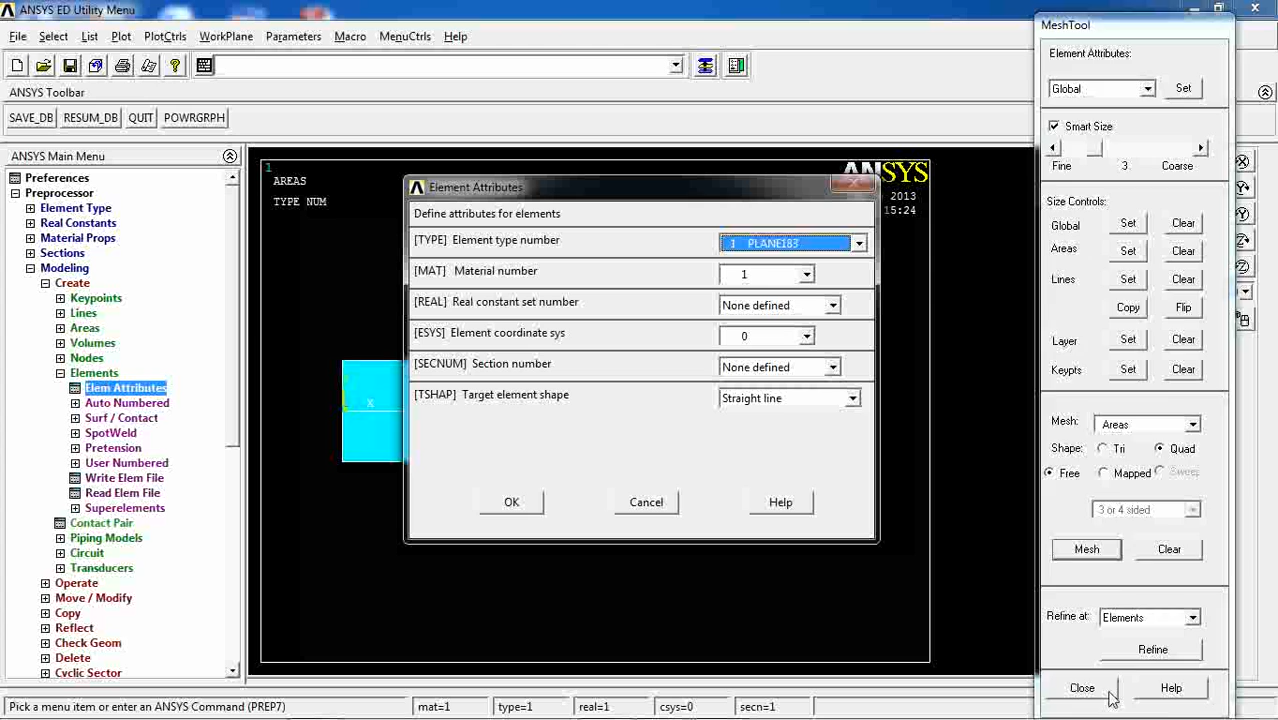 ANSYS ED Utility Menu
File Select List Plot PlotCtrls WorkPlane Parameters Macro MenuCtrls Help
ANSYS Toolbar
SAVE_DB RESUM_DB QUIT POWRGRPH
ANSYS Main Menu
Preferences
Preprocessor
Element Type
Real Constants
Material Props
Sections
Modeling
Create
Keypoints
Lines
Areas
Volumes
Nodes
Elements
Elem Attributes
Auto Numbered
Surf / Contact
SpotWeld
Pretension
User Numbered
Write Elem File
Read Elem File
Superelements
Contact Pair
Piping Models
Circuit
Transducers
Operate
Move / Modify
Copy
Reflect
Check Geom
Delete
Cyclic Sector
1
AREAS
TYPE NUM
ANSYS
2013
15:24
X
Element Attributes
Define attributes for elements
[TYPE] Element type number 1 PLANE183
[MAT] Material number 1
[REAL] Real constant set number None defined
[ESYS] Element coordinate sys 0
[SECNUM] Section number None defined
[TSHAP] Target element shape Straight line
OK Cancel Help
MeshTool
Element Attributes:
Global Set
Smart Size
Fine 3 Coarse
Size Controls:
Global Set Clear
Areas Set Clear
Lines Set Clear
Copy Flip
Layer Set Clear
Keypts Set Clear
Mesh: Areas
Shape: Tri Quad
Free Mapped Sweep
3 or 4 sided
Mesh Clear
Refine at: Elements
Refine
Close Help
Pick a menu item or enter an ANSYS Command (PREP7) mat=1 type=1 real=1 csys=0 secn=1